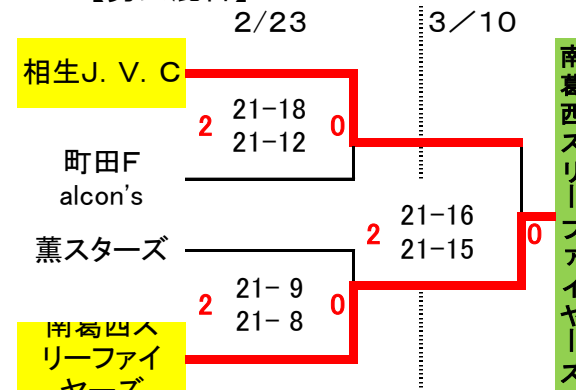 2/23
3／10
相生J．V．C
2
21-18
21-12
0
町田F
alcon's
薫スターズ
2
21-16
21-15
0
2
21- 9
21- 8
0
南葛西ス
リーファイ
ヤーズ
南葛西スリーファイヤーズ